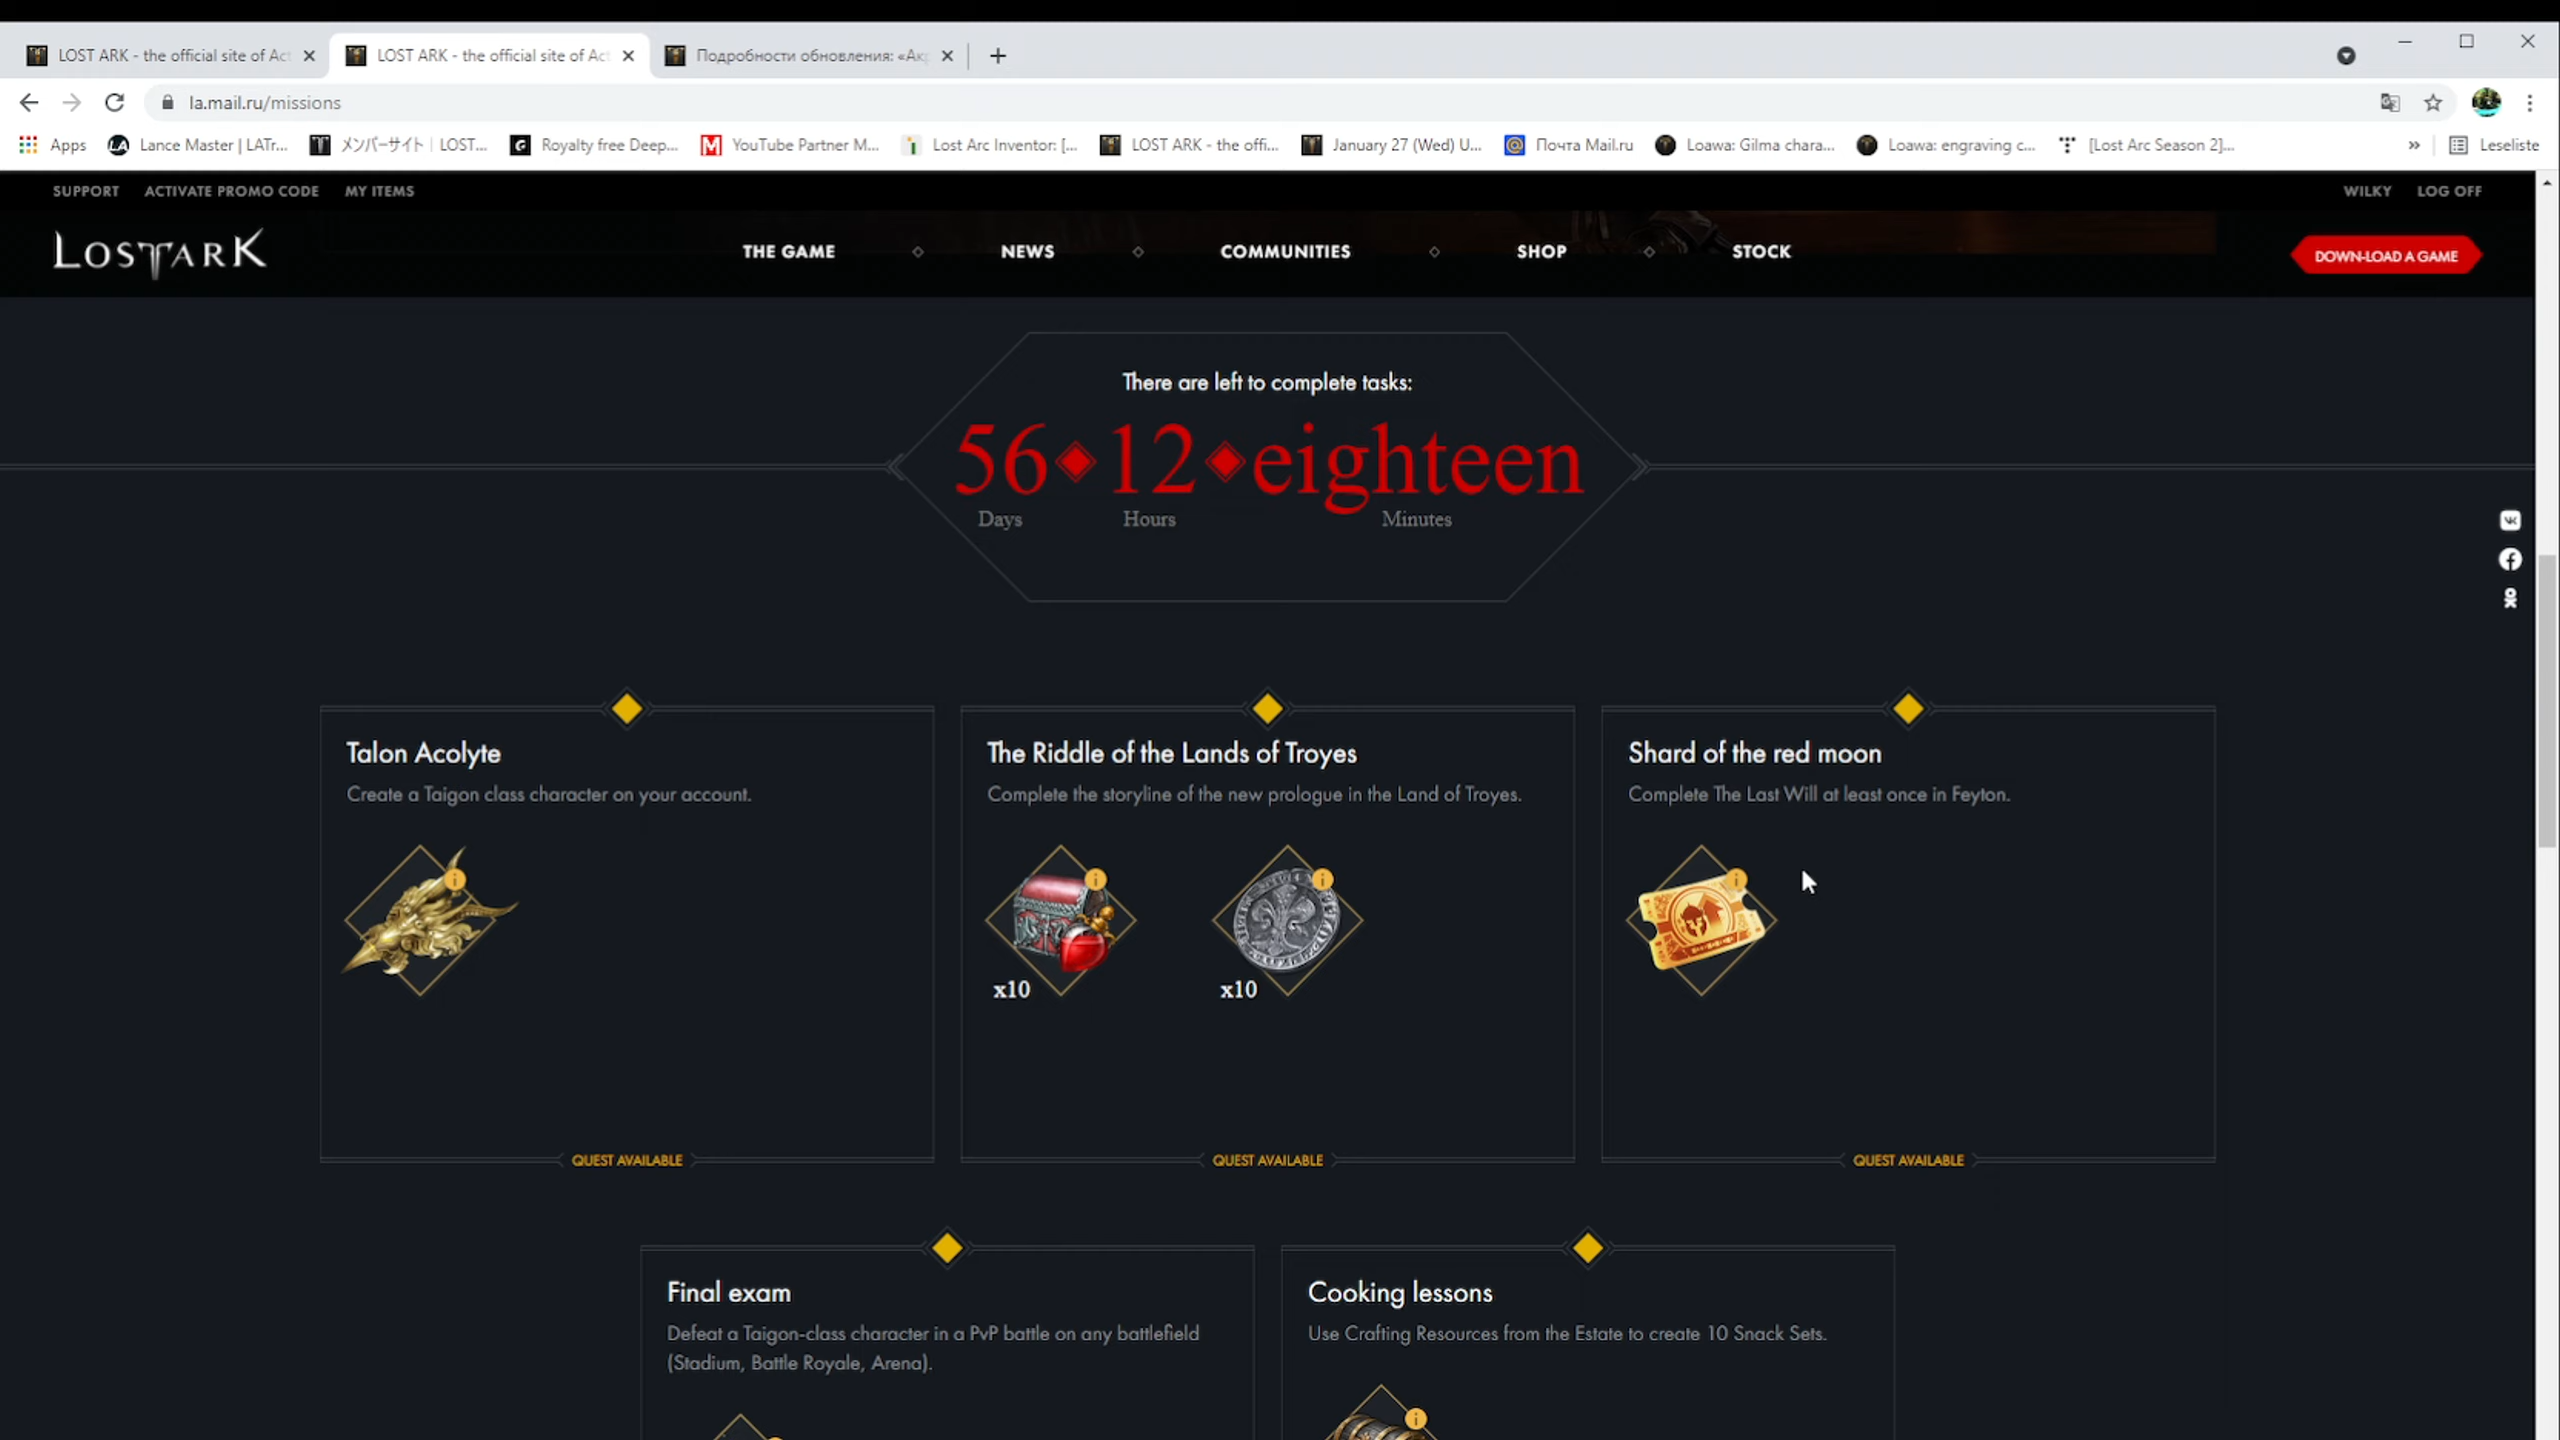 LOST ARK - the official site of Act
LOST ARK - the official site of Act
Подробности обновления: «Ак
la.mail.ru/missions
Apps
Lance Master | LATr...
メンバーサイト | LOST...
Royalty free Deep...
YouTube Partner M...
Lost Arc Inventor: [...
LOST ARK - the offi...
January 27 (Wed) U...
Почта Mail.ru
Loawa: Gilma chara...
Loawa: engraving c...
[Lost Arc Season 2]...
»
Leseliste
SUPPORT ACTIVATE PROMO CODE MY ITEMS
WILKY LOG OFF
LOST ARK
THE GAME
NEWS
COMMUNITIES
SHOP
STOCK
DOWN-LOAD A GAME
There are left to complete tasks:
56 12 eighteen
Days Hours Minutes
Talon Acolyte
Create a Taigon class character on your account.
QUEST AVAILABLE
The Riddle of the Lands of Troyes
Complete the storyline of the new prologue in the Land of Troyes.
x10 x10
QUEST AVAILABLE
Shard of the red moon
Complete The Last Will at least once in Feyton.
QUEST AVAILABLE
Final exam
Defeat a Taigon-class character in a PvP battle on any battlefield
(Stadium, Battle Royale, Arena).
Cooking lessons
Use Crafting Resources from the Estate to create 10 Snack Sets.